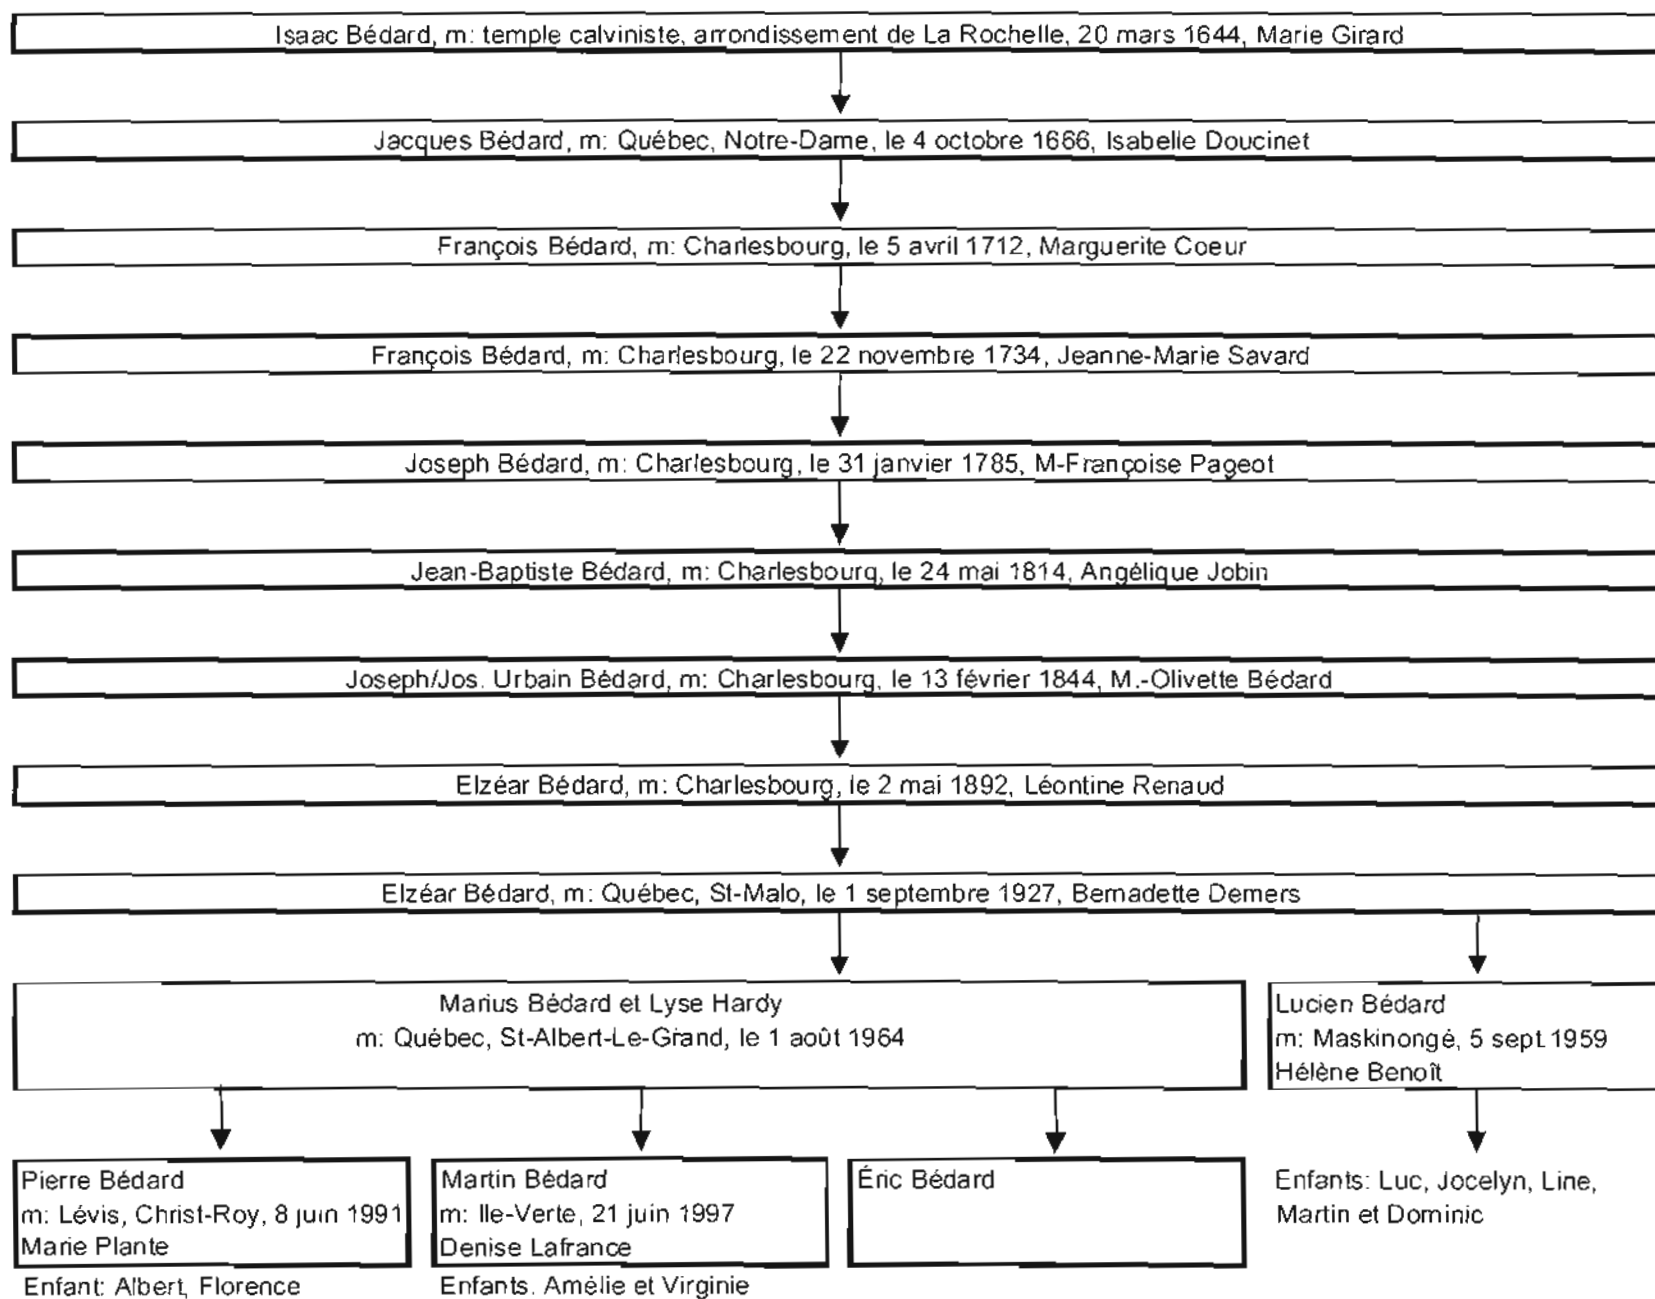 Isaac Bédard, m: temple calviniste, arrondissement de La Rochelle, 20 mars 1644, Marie Girard
Jacques Bédard, m: Québec, Notre-Dame, le 4 octobre 1666, Isabelle Doucinet
François Bédard, m: Charlesbourg, le 5 avril 1712, Marguerite Coeur
François Bédard, m: Charlesbourg, le 22 novembre 1734, Jeanne-Marie Savard
Joseph Bédard, m: Charlesbourg, le 31 janvier 1785, M-Françoise Pageot
Jean-Baptiste Bédard, m: Charlesbourg, le 24 mai 1814, Angélique Jobin
Joseph/Jos. Urbain Bédard, m: Charlesbourg, le 13 février 1844, M.-Olivette Bédard
Elzéar Bédard, m: Charlesbourg, le 2 mai 1892, Léontine Renaud
Elzéar Bédard, m: Québec, St-Malo, le 1 septembre 1927, Bernadette Demers
Marius Bédard et Lyse Hardy
m: Québec, St-Albert-Le-Grand, le 1 août 1964
Lucien Bédard
m: Maskinongé, 5 sept. 1959
Hélène Benoît
Pierre Bédard
m: Lévis, Christ-Roy, 8 juin 1991
Marie Plante
Enfant: Albert, Florence
Martin Bédard
m: Ile-Verte, 21 juin 1997
Denise Lafrance
Enfants. Amélie et Virginie
Éric Bédard
Enfants: Luc, Jocelyn, Line,
Martin et Dominic